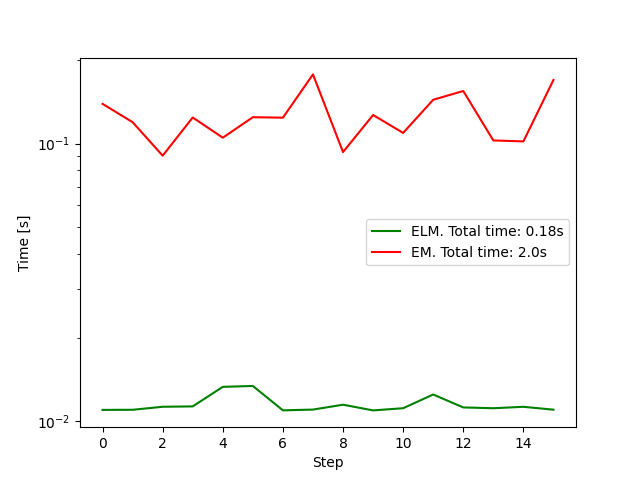 10⁻¹
10⁻²
Time [s]
ELM. Total time: 0.18s
EM. Total time: 2.0s
0 2 4 6 8 10 12 14
Step